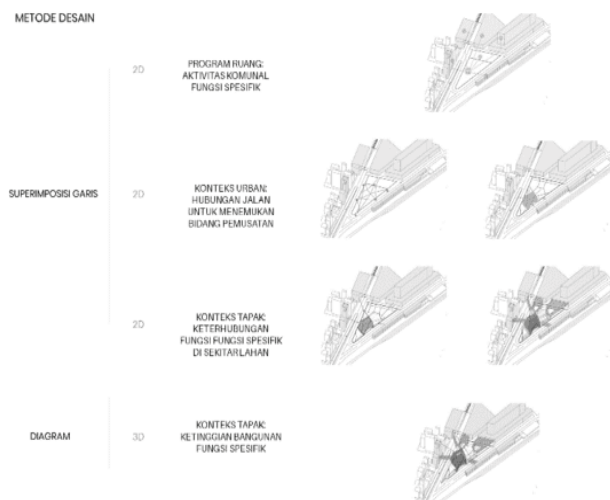 METODE DESAIN
2D
PROGRAM RUANG:
AKTIVITAS KOMUNAL
FUNGSI SPESIFIK
SUPERIMPOSISI GARIS
2D
KONTEKS URBAN:
HUBUNGAN JALAN
UNTUK MENEMUKAN
BIDANG PEMUSATAN
2D
KONTEKS TAPAK:
KETERHUBUNGAN
FUNGSI FUNGSI SPESIFIK
DI SEKITAR LAHAN
DIAGRAM
3D
KONTEKS TAPAK:
KETINGGIAN BANGUNAN
FUNGSI SPESIFIK